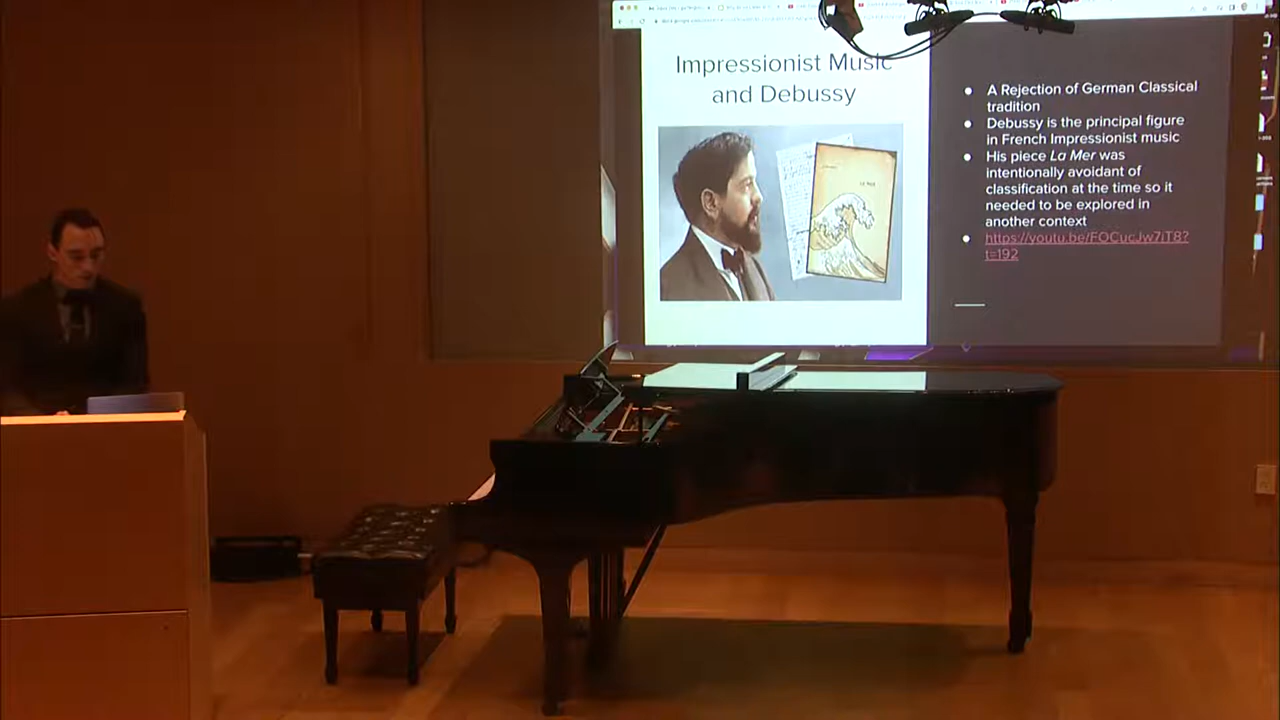 Impressionist Music
and Debussy
A Rejection of German Classical
tradition
Debussy is the principal figure
in French Impressionist music
His piece La Mer was
intentionally avoidant of
classification at the time so it
needed to be explored in
another context
https://youtu.be/FOCucJw7iT8?
t=192